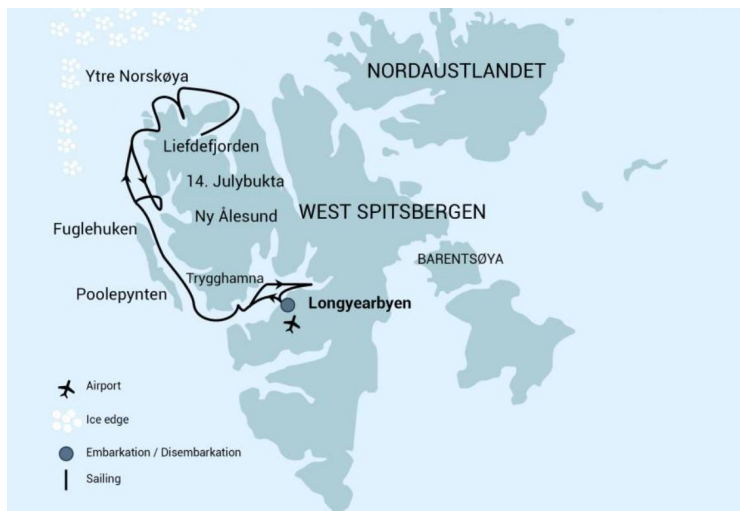 NORDAUSTLANDET
Ytre Norskøya
Liefdefjorden
14. Julybukta
Ny Ålesund
WEST SPITSBERGEN
Fuglehuken
BARENTSØYA
Trygghamna
Poolepynten
Longyearbyen
Airport
Ice edge
Embarkation / Disembarkation
Sailing